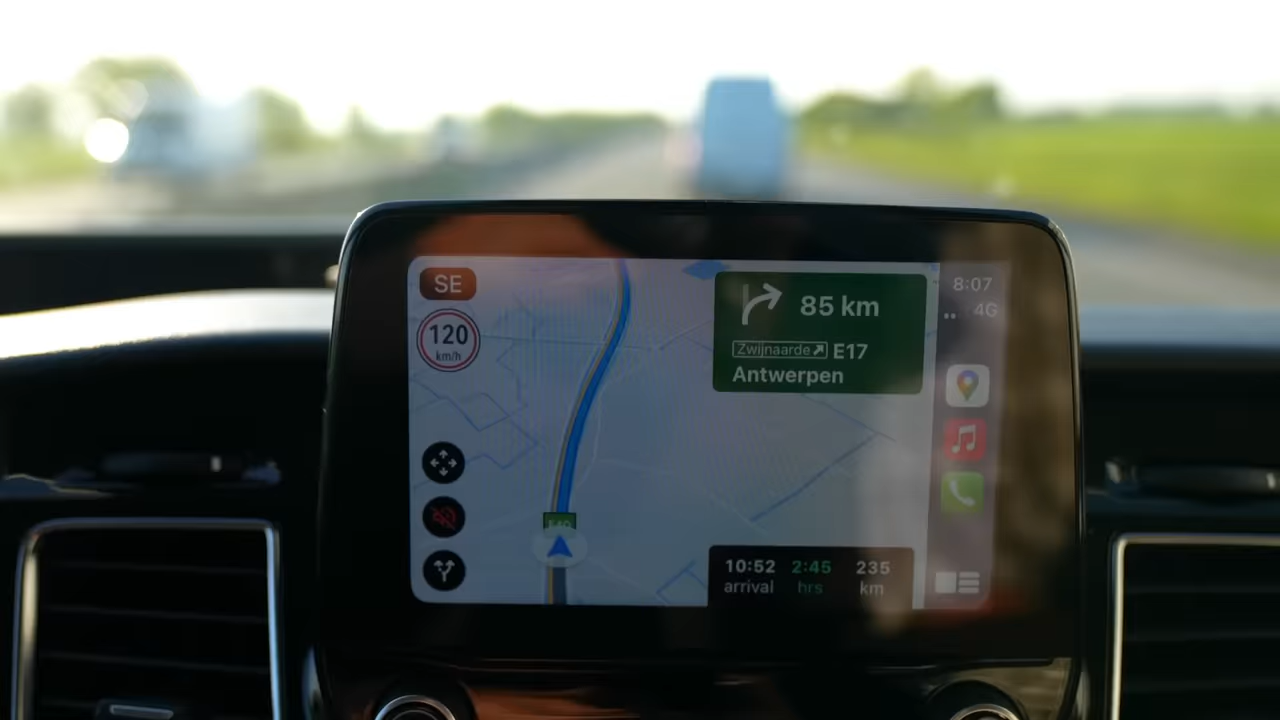 SE
120
km/h
85 km
Zwijnaarde E17
Antwerpen
8:07
4G
E40
10:52 2:45 235
arrival hrs km